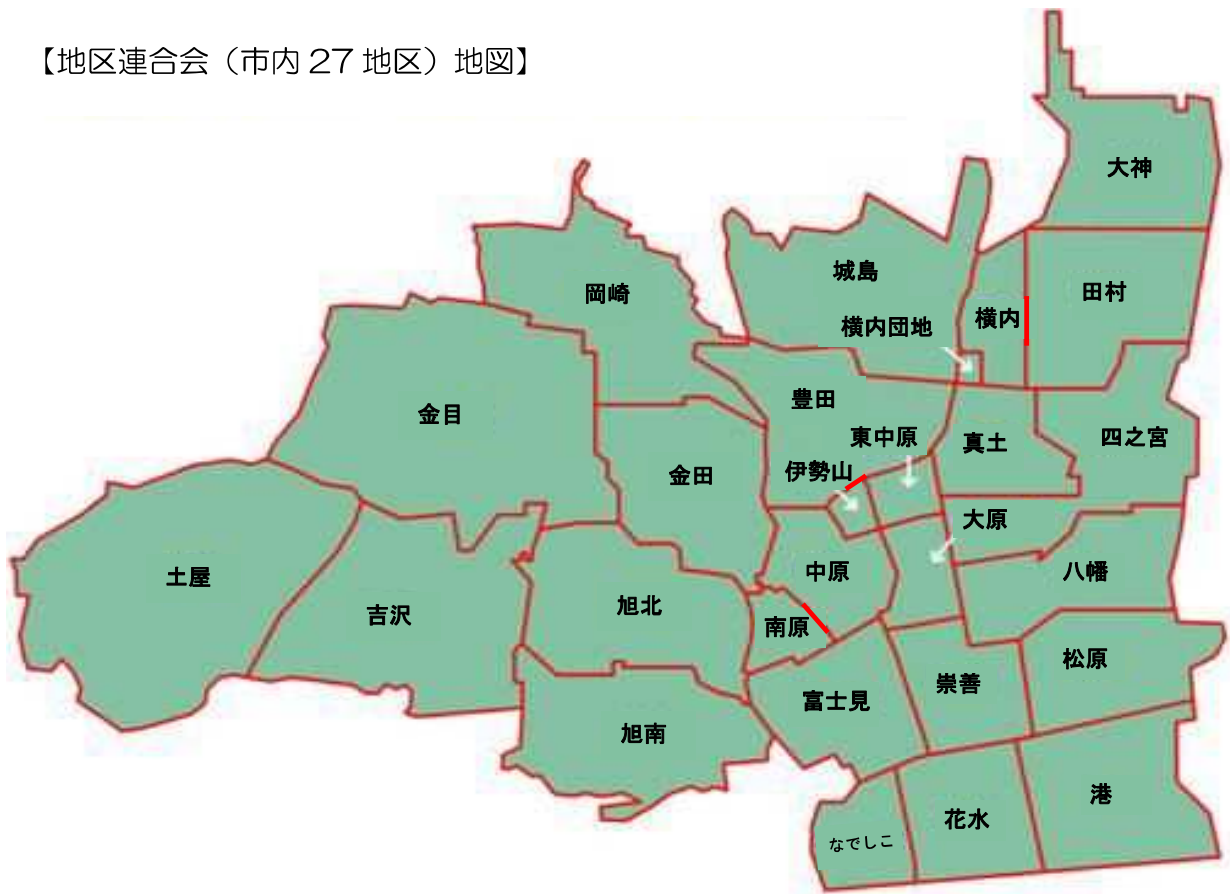 【地区連合会（市内27地区）地図】
大神
城島
岡崎
田村
横内
横内団地
豊田
金目
東中原
真土
四之宮
伊勢山
金田
大原
中原
八幡
土屋
旭北
吉沢
南原
松原
崇善
富士見
旭南
港
花水
なでしこ